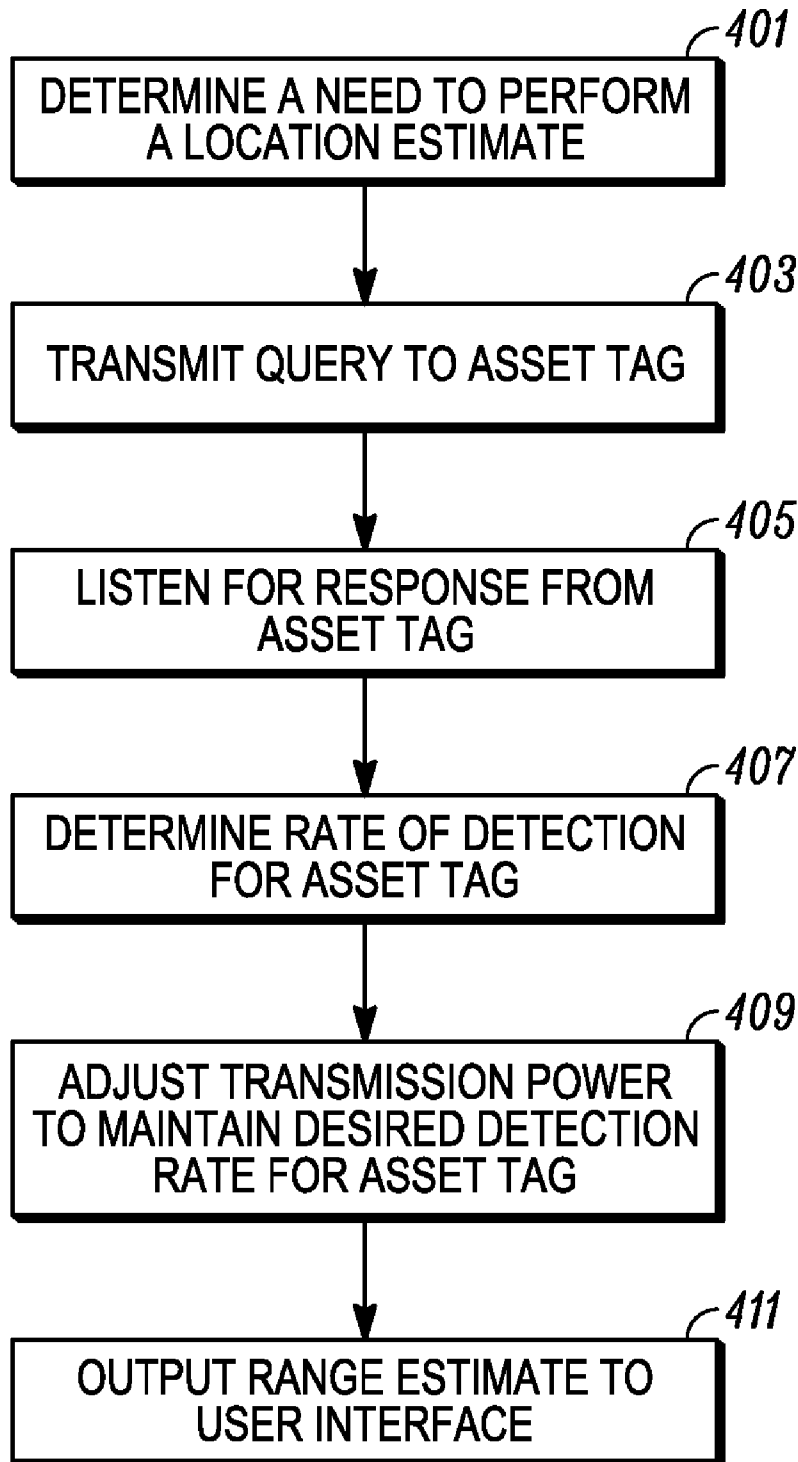 401
DETERMINE A NEED TO PERFORM
A LOCATION ESTIMATE
403
TRANSMIT QUERY TO ASSET TAG
405
LISTEN FOR RESPONSE FROM
ASSET TAG
407
DETERMINE RATE OF DETECTION
FOR ASSET TAG
409
ADJUST TRANSMISSION POWER
TO MAINTAIN DESIRED DETECTION
RATE FOR ASSET TAG
411
OUTPUT RANGE ESTIMATE TO
USER INTERFACE